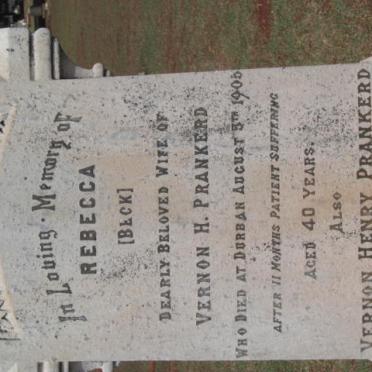 In Loving Memory of
REBECCA
[BECK]
DEARLY BELOVED WIFE OF
VERNON H. PRANKERD
WHO DIED AT DURBAN AUGUST 5TH 1905
AFTER 11 MONTHS PATIENT SUFFERING
AGED 40 YEARS.
ALSO
VERNON HENRY PRANKERD